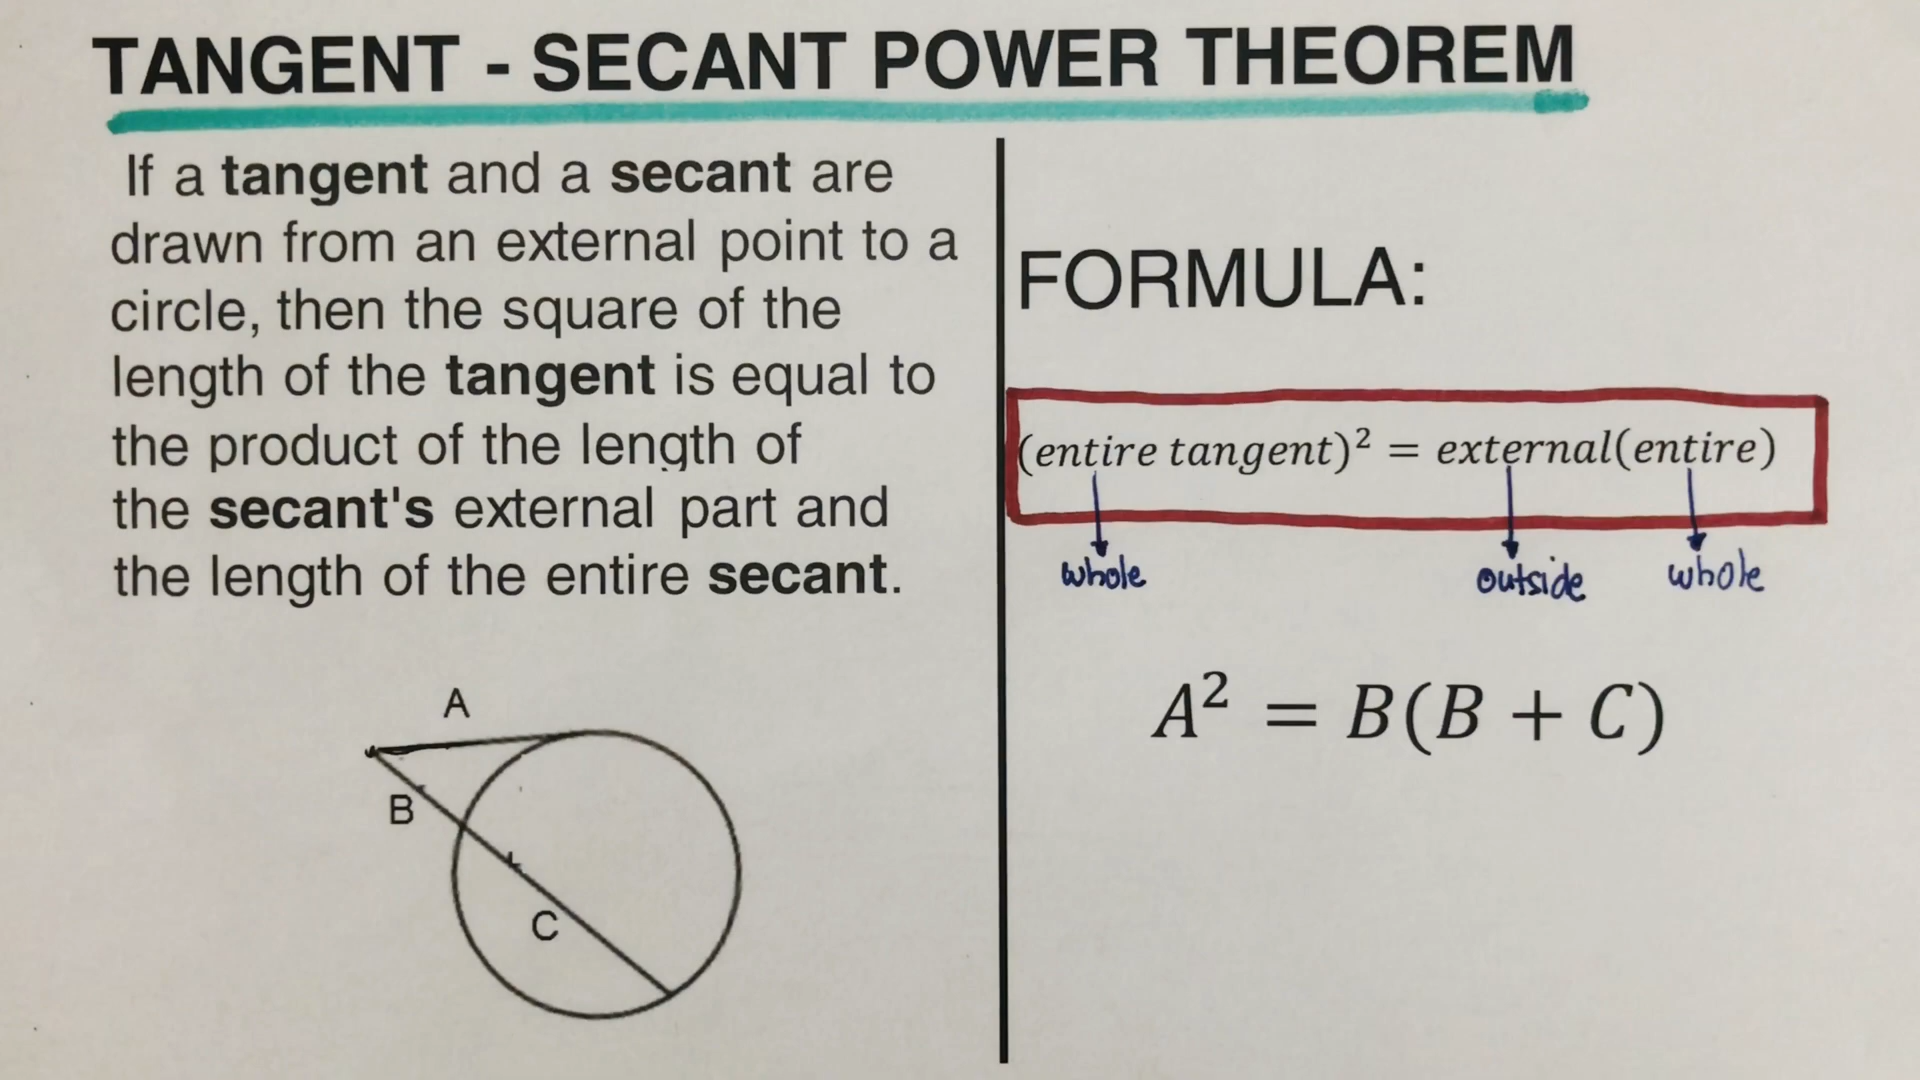 TANGENT - SECANT POWER THEOREM
If a tangent and a secant are
drawn from an external point to a
circle, then the square of the
length of the tangent is equal to
the product of the length of
the secant's external part and
the length of the entire secant.
A
B
C
FORMULA:
(entire tangent)² = external(entire)
whole outside whole
A² = B(B + C)